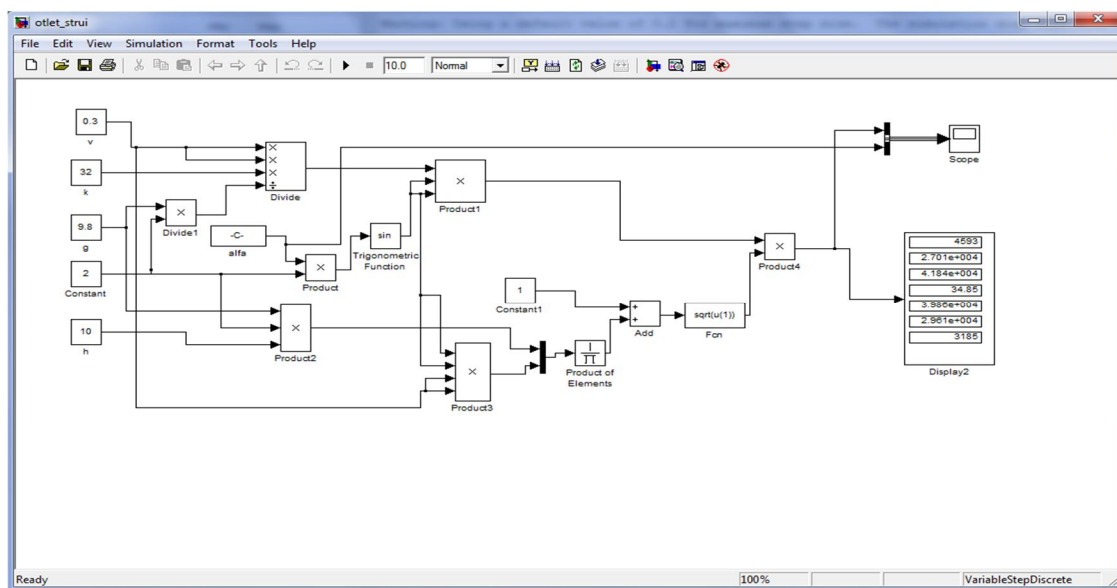 otlet_strui
File Edit View Simulation Format Tools Help
10.0 Normal
0.3
v
32
k
9.8
g
2
Constant
10
h
×
×
×
÷
Divide
×
Divide1
-C-
alfa
×
Product
sin
Trigonometric
Function
×
Product1
×
Product2
×
Product3
1
Constant1
1
Π
Product of
Elements
+
+
Add
sqrt(u(1))
Fcn
×
Product4
Scope
4593
2.701e+004
4.184e+004
34.85
3.986e+004
2.961e+004
3185
Display2
Ready 100% VariableStepDiscrete